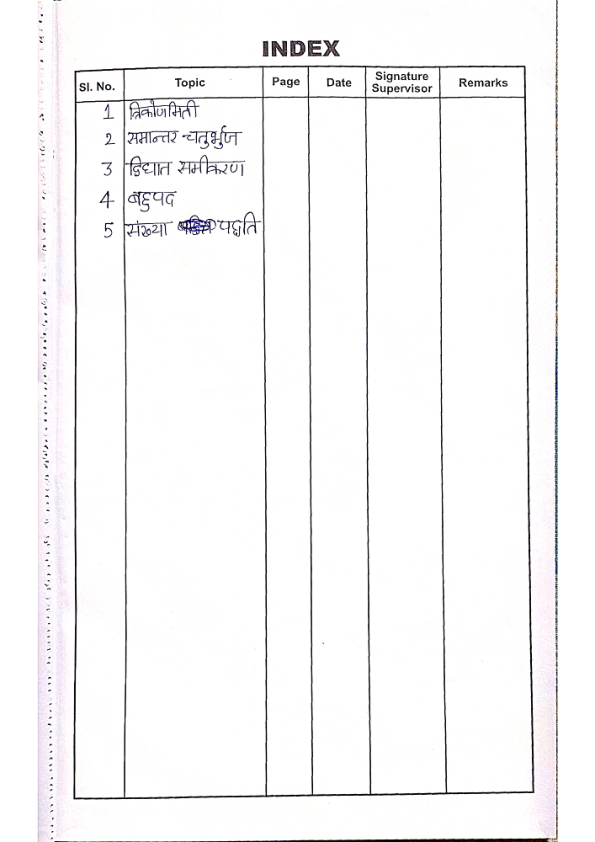 INDEX
Sl. No. Topic Page Date Signature Supervisor Remarks
1 त्रिकोणमिती
2 समान्तर चतुर्भुज
3 द्विघात समीकरण
4 बहुपद
5 संख्या पद्धति